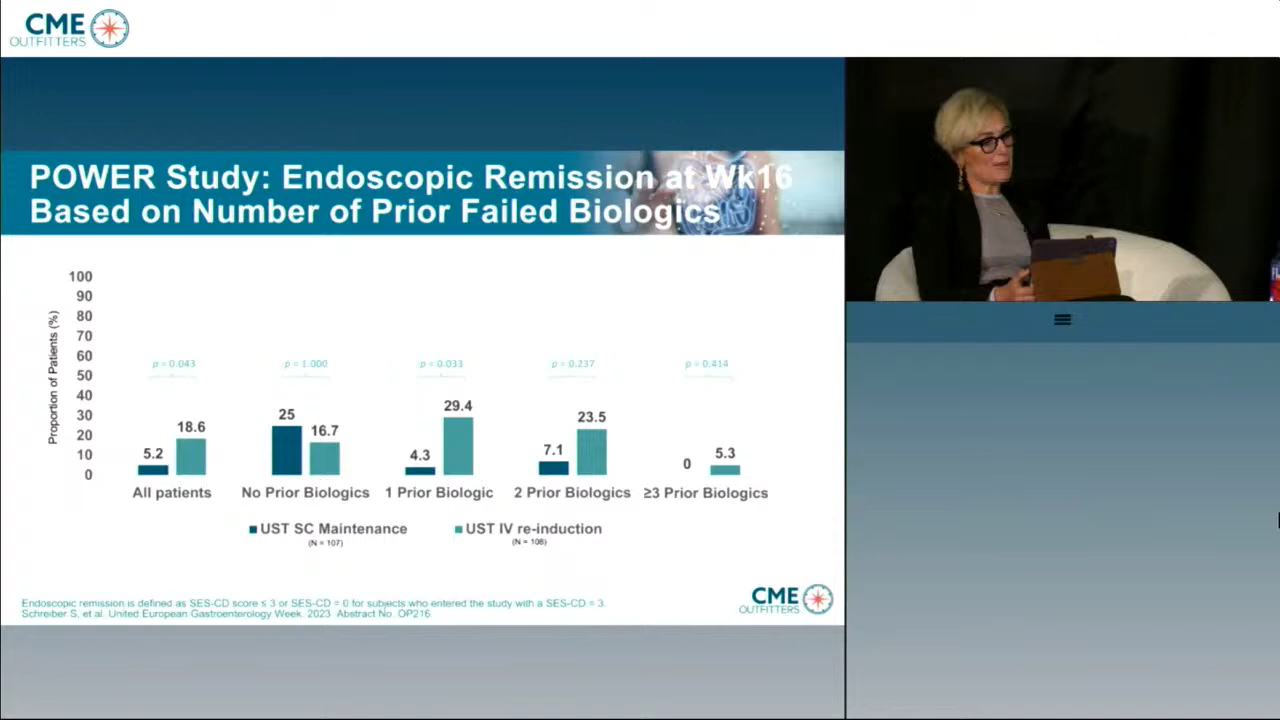 CME
OUTFITTERS
POWER Study: Endoscopic Remission at Wk16
Based on Number of Prior Failed Biologics
Proportion of Patients (%)
100
90
80
70
60
50
40
30
20
10
0
p = 0.043
p = 1.000
p = 0.033
p = 0.237
p = 0.414
5.2
18.6
25
16.7
4.3
29.4
7.1
23.5
0
5.3
All patients
No Prior Biologics
1 Prior Biologic
2 Prior Biologics
≥3 Prior Biologics
UST SC Maintenance
(N = 107)
UST IV re-induction
(N = 108)
Endoscopic remission is defined as SES-CD score ≤ 3 or SES-CD = 0 for subjects who entered the study with a SES-CD = 3.
Schreiber S, et al. United European Gastroenterology Week. 2023 Abstract No. OP216.
CME
OUTFITTERS